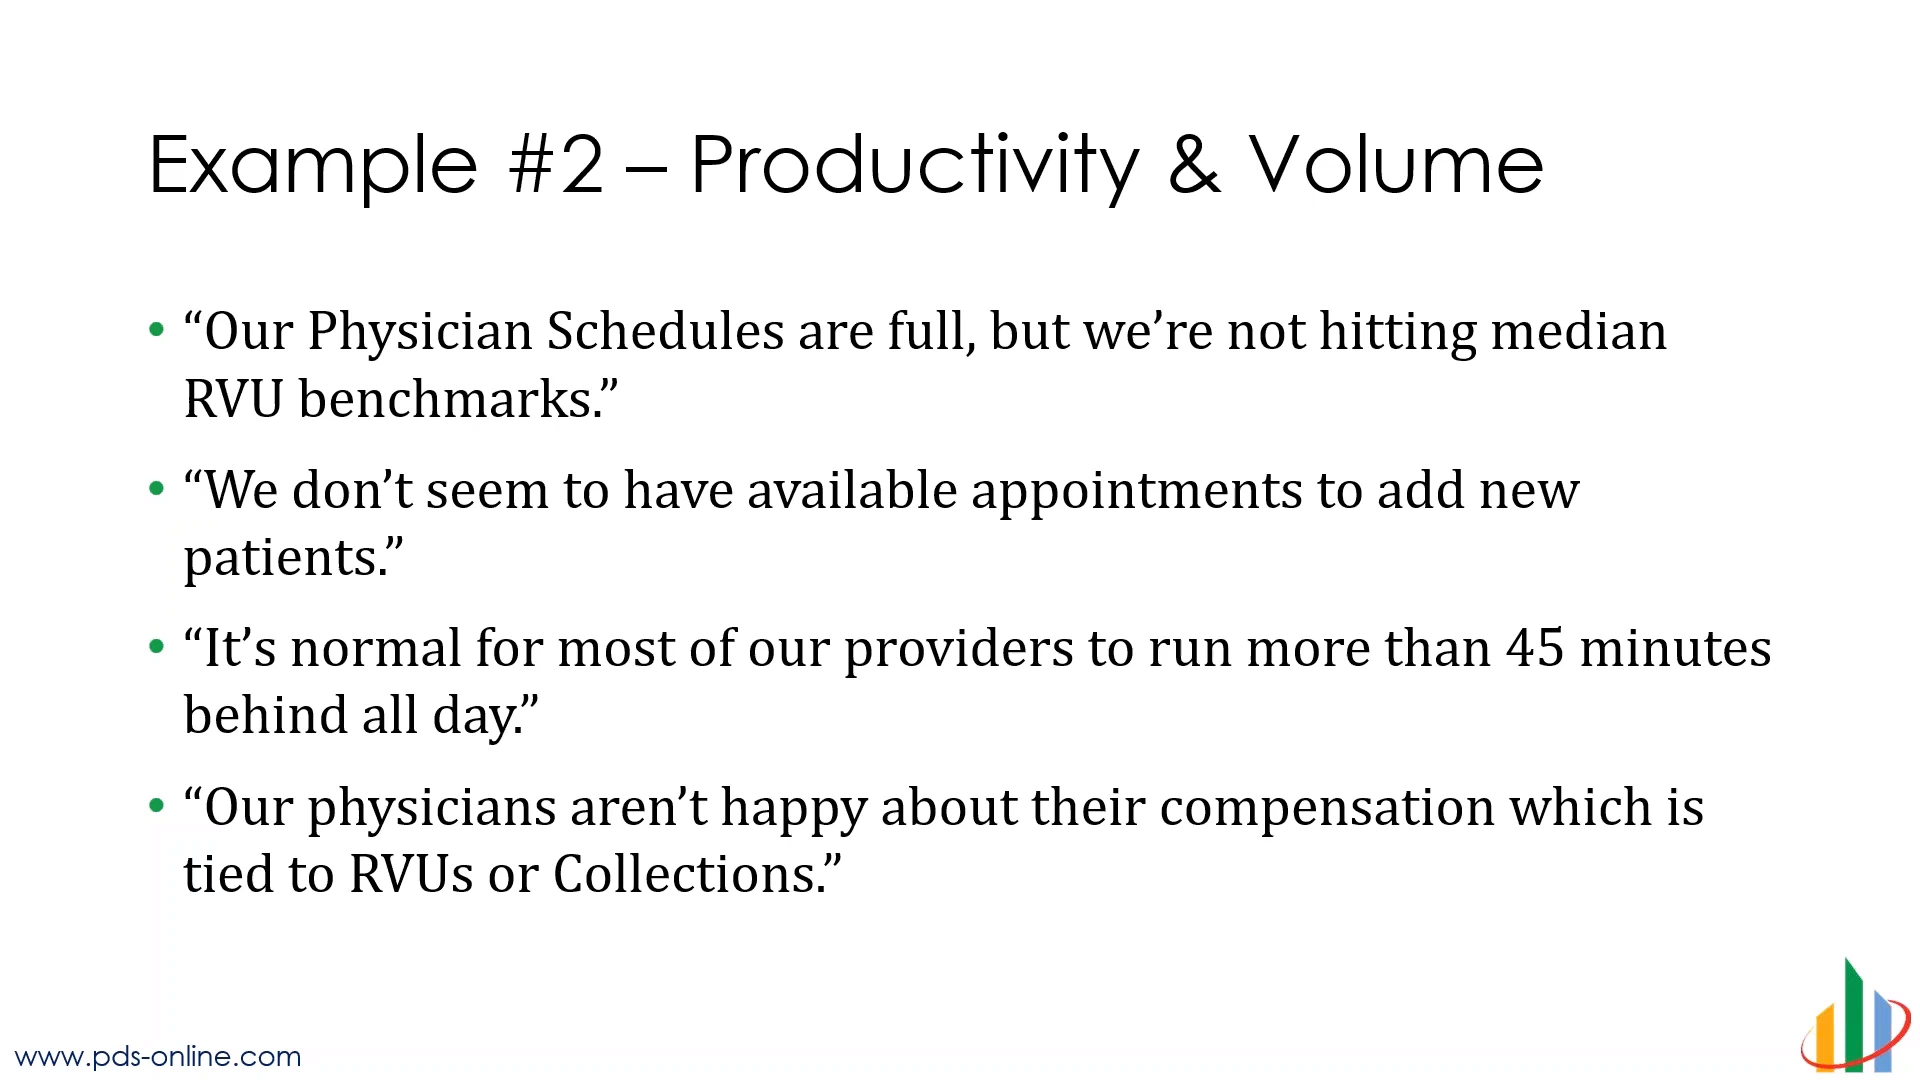 Example #2 – Productivity & Volume
• “Our Physician Schedules are full, but we’re not hitting median
RVU benchmarks.”
• “We don’t seem to have available appointments to add new
patients.”
• “It’s normal for most of our providers to run more than 45 minutes
behind all day.”
• “Our physicians aren’t happy about their compensation which is
tied to RVUs or Collections.”
www.pds-online.com